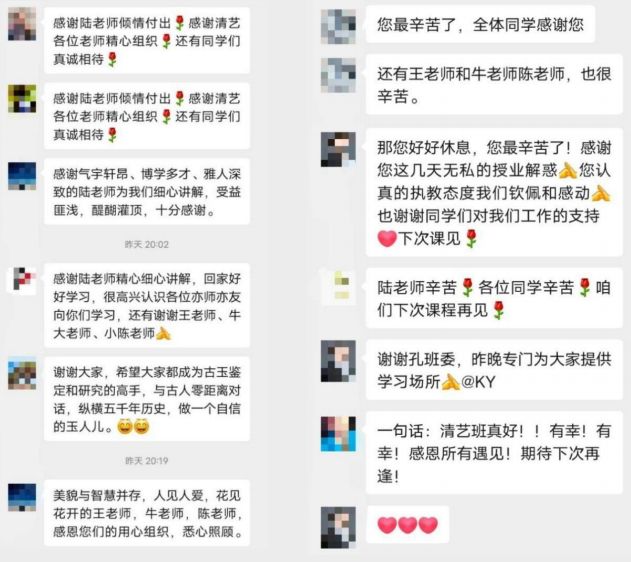 感谢陆老师倾情付出🌹感谢清艺
各位老师精心组织🌹还有同学们
真诚相待🌹
感谢陆老师倾情付出🌹感谢清艺
各位老师精心组织🌹还有同学们
真诚相待🌹
感谢气宇轩昂、博学多才、雅人深
致的陆老师为我们细心讲解，受益
匪浅，醍醐灌顶，十分感谢。
昨天 20:02
感谢陆老师精心细心讲解，回家好
好学习，很高兴认识各位亦师亦友
向你们学习，还有谢谢王老师、牛
大老师、小陈老师🙏
谢谢大家，希望大家都成为古玉鉴
定和研究的高手，与古人零距离对
话，纵横五千年历史，做一个自信
的玉人儿。😄😄
昨天 20:19
美貌与智慧并存，人见人爱，花见
花开的王老师，牛老师，陈老师，
感恩您们的用心组织，悉心照顾。
您最辛苦了，全体同学感谢您
还有王老师和牛老师陈老师，也很
辛苦。
那您好好休息，您最辛苦了！感谢
您这几天无私的授业解惑🙏您认
真的执教态度我们钦佩和感动🙏
也谢谢同学们对我们工作的支持
❤️下次课见🌹
陆老师辛苦🌹各位同学辛苦🌹咱
们下次课程再见🌹
谢谢孔班委，昨晚专门为大家提供
学习场所🙏@KY
一句话：清艺班真好！！有幸！有
幸！感恩所有遇见！期待下次再
逢！
❤️❤️❤️